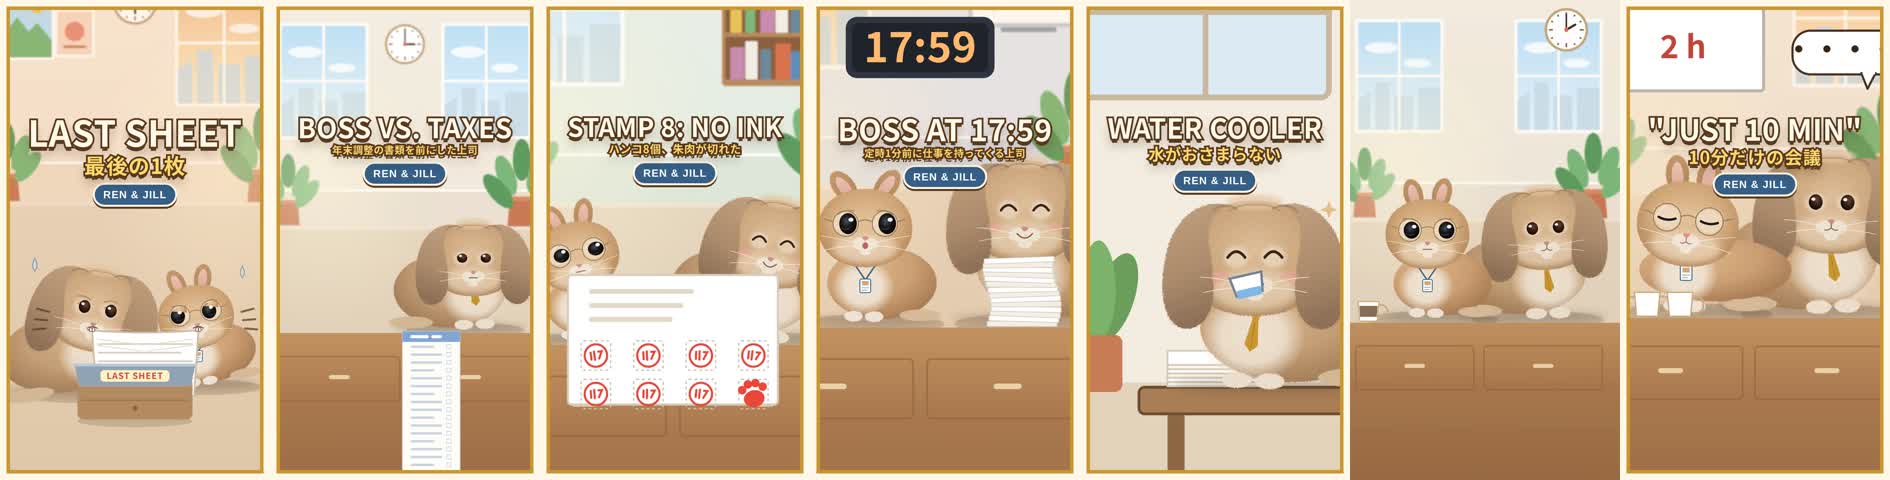 LAST SHEET
最後の1枚
REN & JILL
LAST SHEET
BOSS VS. TAXES
年末調整の書類を前にした上司
REN & JILL
STAMP 8: NO INK
ハンコ8個、朱肉が切れた
REN & JILL
17:59
BOSS AT 17:59
定時1分前に仕事を持ってくる上司
REN & JILL
WATER COOLER
水がおさまらない
REN & JILL
2 h
"JUST 10 MIN"
10分だけの会議
REN & JILL